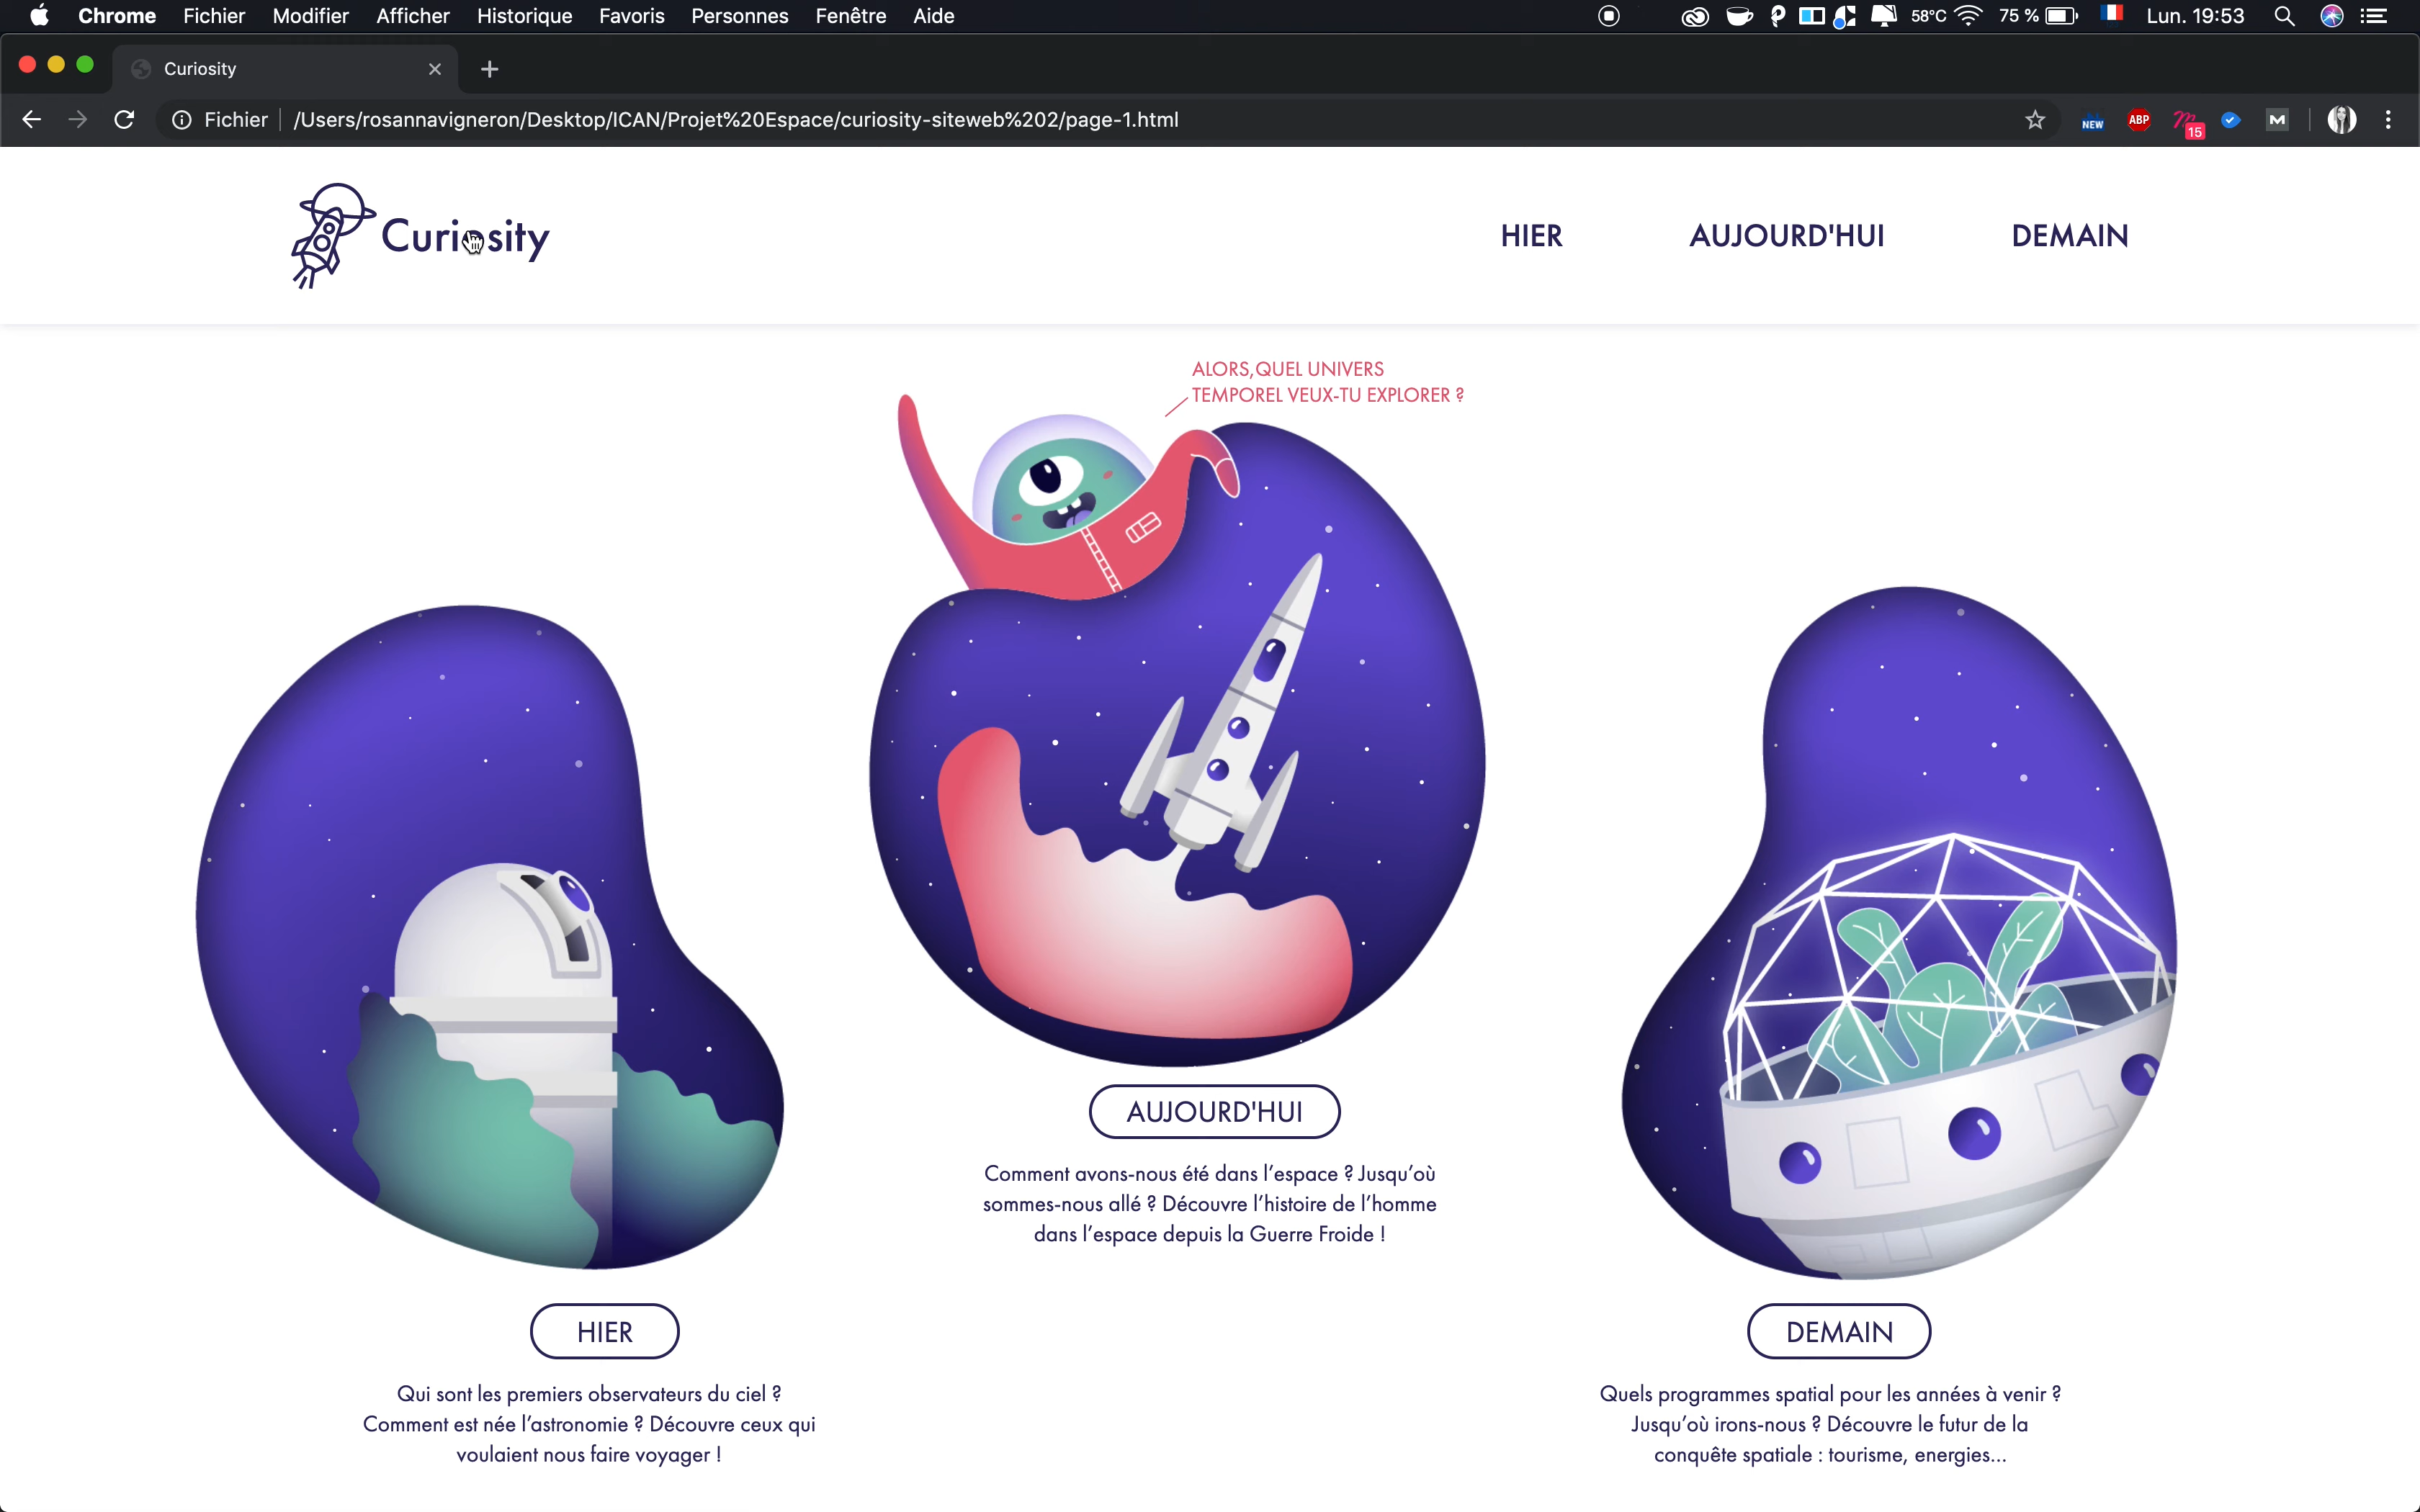 Chrome Fichier Modifier Afficher Historique Favoris Personnes Fenêtre Aide 58°C 75 % Lun. 19:53
Curiosity
Fichier /Users/rosannavigneron/Desktop/ICAN/Projet%20Espace/curiosity-siteweb%202/page-1.html NEW ABP 15 M
Curiosity HIER AUJOURD'HUI DEMAIN
ALORS,QUEL UNIVERS
TEMPOREL VEUX-TU EXPLORER ?
AUJOURD'HUI
Comment avons-nous été dans l’espace ? Jusqu’où
sommes-nous allé ? Découvre l’histoire de l’homme
dans l’espace depuis la Guerre Froide !
HIER
Qui sont les premiers observateurs du ciel ?
Comment est née l’astronomie ? Découvre ceux qui
voulaient nous faire voyager !
DEMAIN
Quels programmes spatial pour les années à venir ?
Jusqu’où irons-nous ? Découvre le futur de la
conquête spatiale : tourisme, energies...